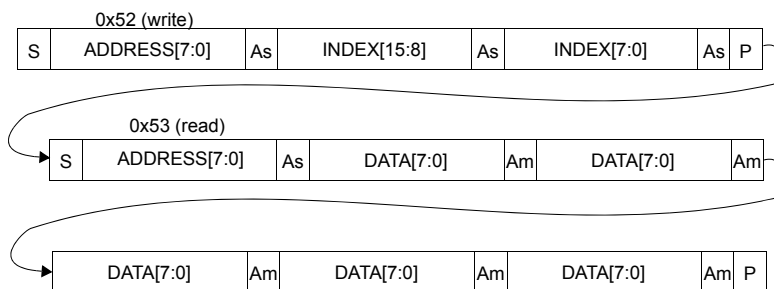 0x52 (write)
S ADDRESS[7:0] As INDEX[15:8] As INDEX[7:0] As P
0x53 (read)
S ADDRESS[7:0] As DATA[7:0] Am DATA[7:0] Am
DATA[7:0] Am DATA[7:0] Am DATA[7:0] Am P